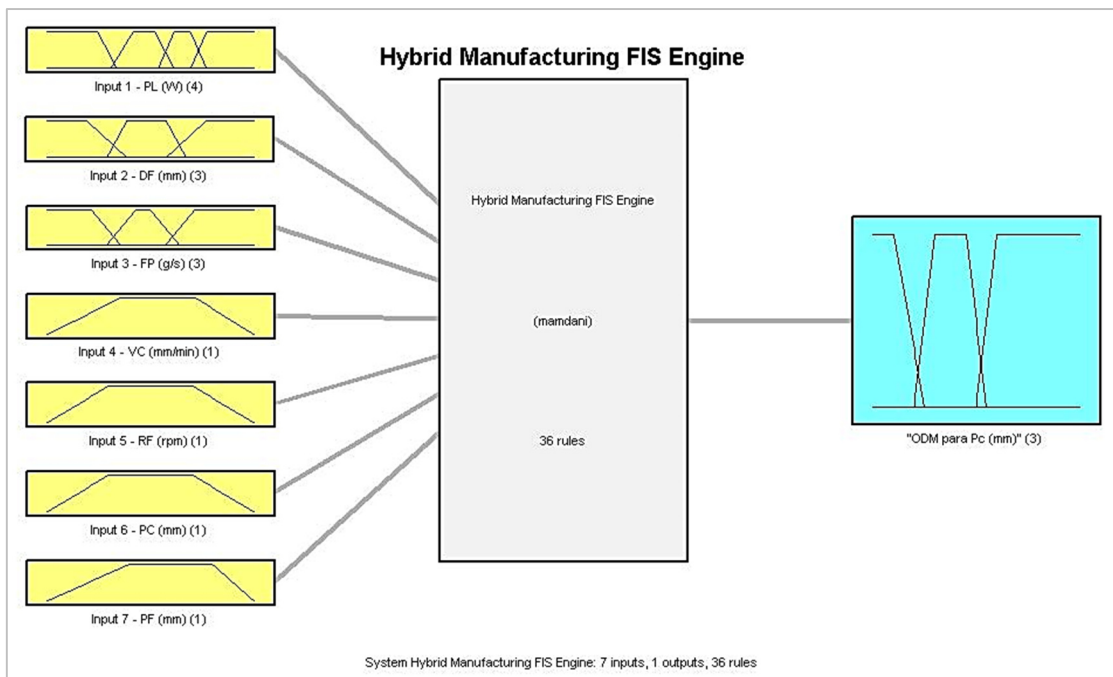 Hybrid Manufacturing FIS Engine
Input 1 - PL (W) (4)
Input 2 - DF (mm) (3)
Input 3 - FP (g/s) (3)
Input 4 - VC (mm/min) (1)
Input 5 - RF (rpm) (1)
Input 6 - PC (mm) (1)
Input 7 - PF (mm) (1)
Hybrid Manufacturing FIS Engine
(mamdani)
36 rules
"ODM para Pc (mm)" (3)
System Hybrid Manufacturing FIS Engine: 7 inputs, 1 outputs, 36 rules